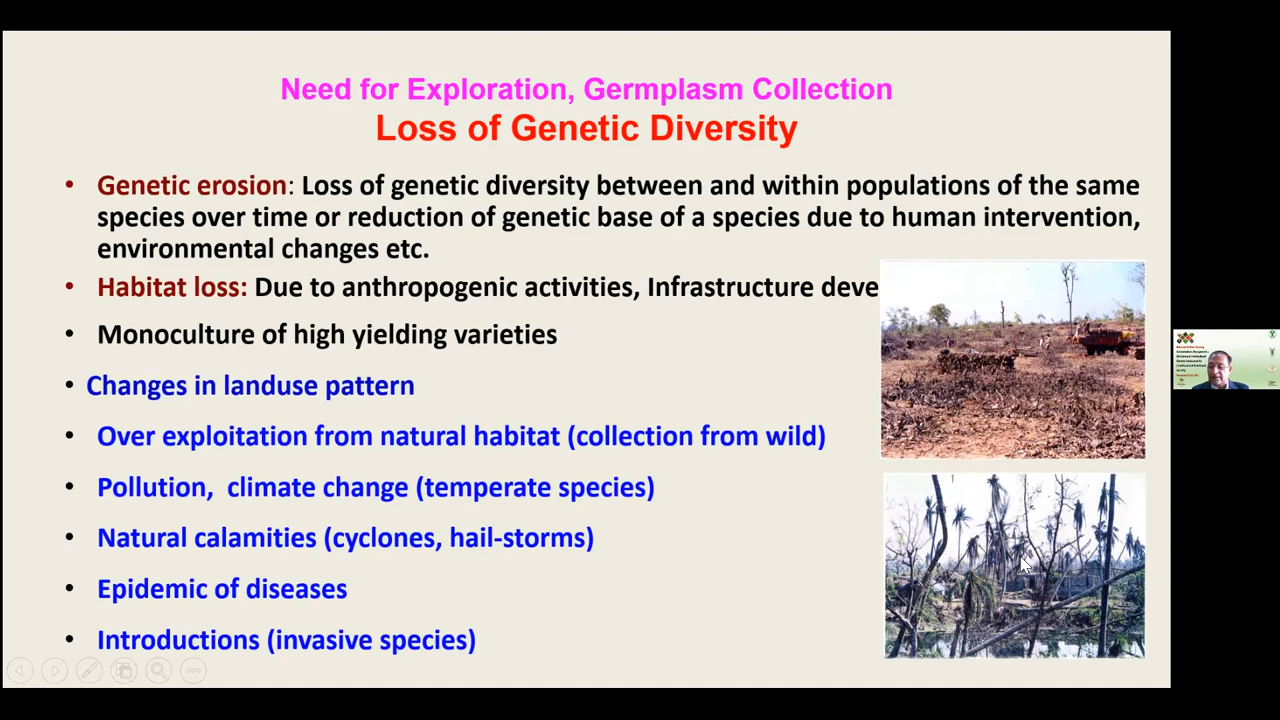 Need for Exploration, Germplasm Collection
Loss of Genetic Diversity
• Genetic erosion: Loss of genetic diversity between and within populations of the same
species over time or reduction of genetic base of a species due to human intervention,
environmental changes etc.
• Habitat loss: Due to anthropogenic activities, Infrastructure deve
• Monoculture of high yielding varieties
• Changes in landuse pattern
• Over exploitation from natural habitat (collection from wild)
• Pollution, climate change (temperate species)
• Natural calamities (cyclones, hail-storms)
• Epidemic of diseases
• Introductions (invasive species)